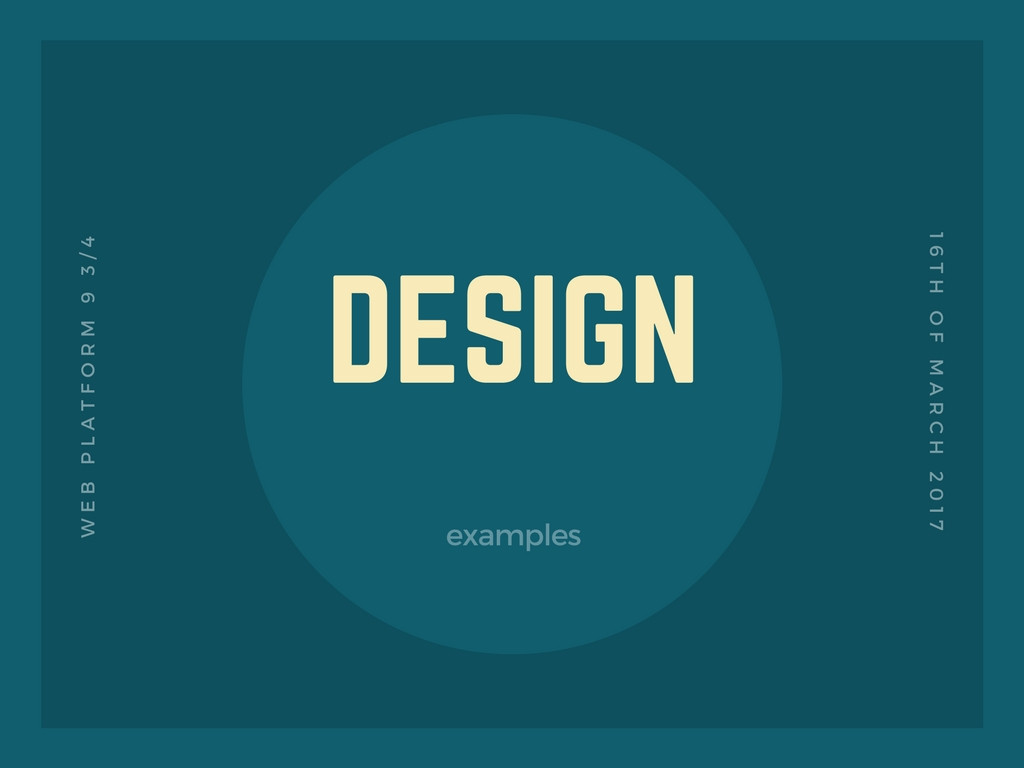 WEB PLATFORM 9 3/4
DESIGN
examples
16TH OF MARCH 2017